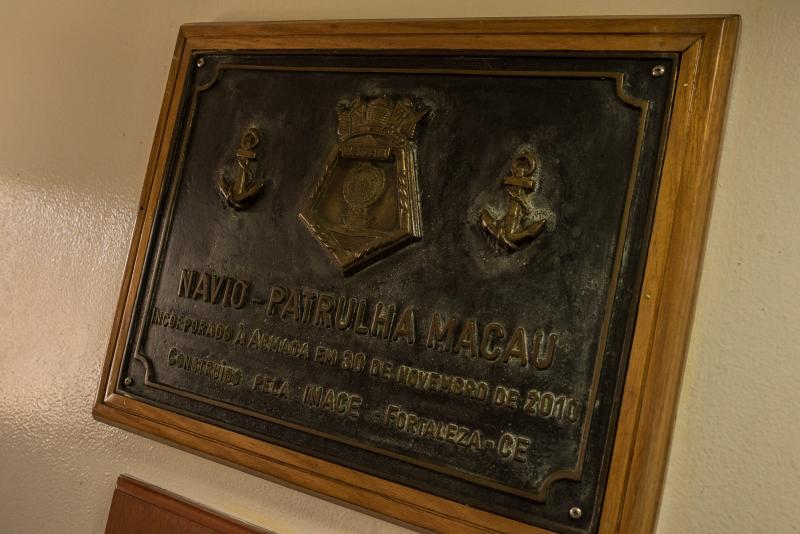 NAVIO - PATRULHA MACAU
INCORPORADO À ARMADA EM 30 DE NOVEMBRO DE 2010
CONSTRUÍDO PELA INACE - FORTALEZA - CE